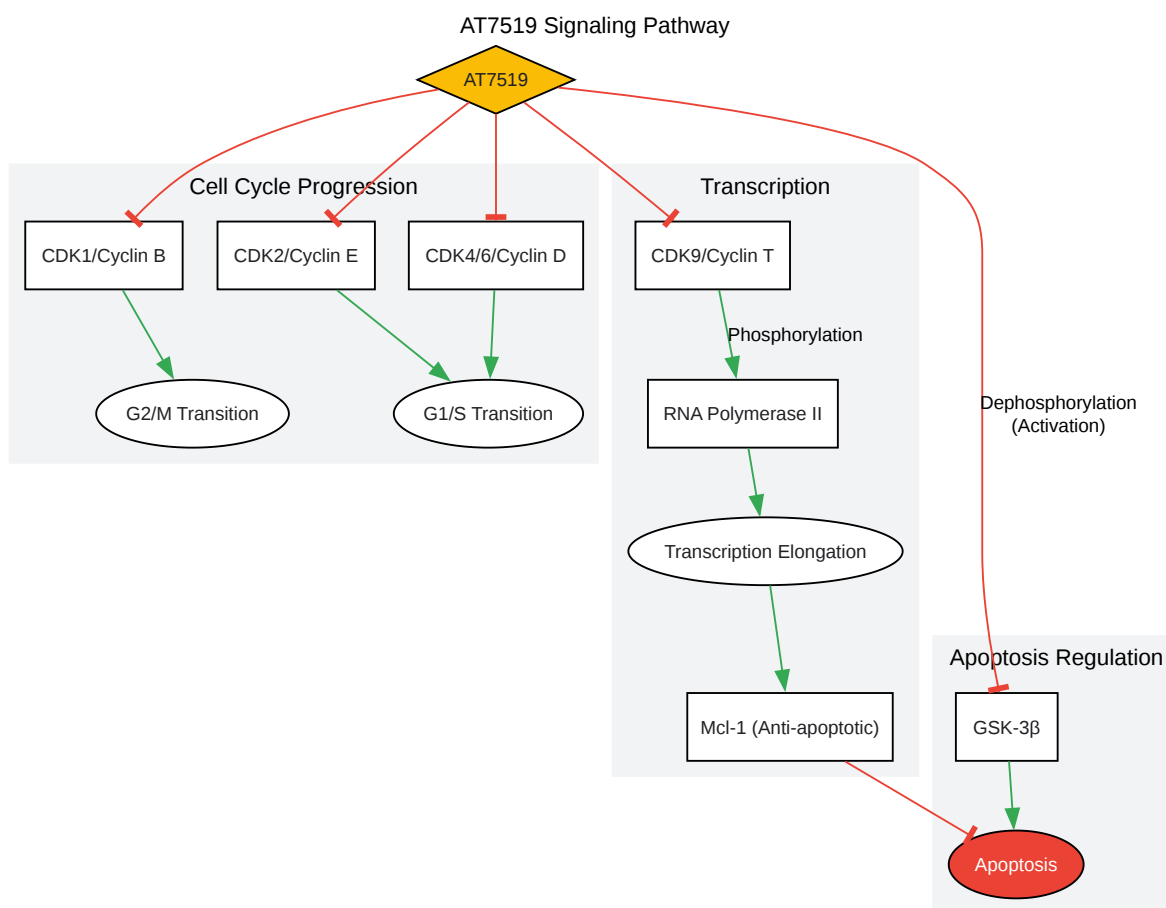 AT7519 Signaling Pathway
AT7519
Cell Cycle Progression
Transcription
CDK1/Cyclin B
CDK2/Cyclin E
CDK4/6/Cyclin D
CDK9/Cyclin T
Phosphorylation
G2/M Transition
G1/S Transition
RNA Polymerase II
Dephosphorylation
(Activation)
Transcription Elongation
Apoptosis Regulation
Mcl-1 (Anti-apoptotic)
GSK-3β
Apoptosis